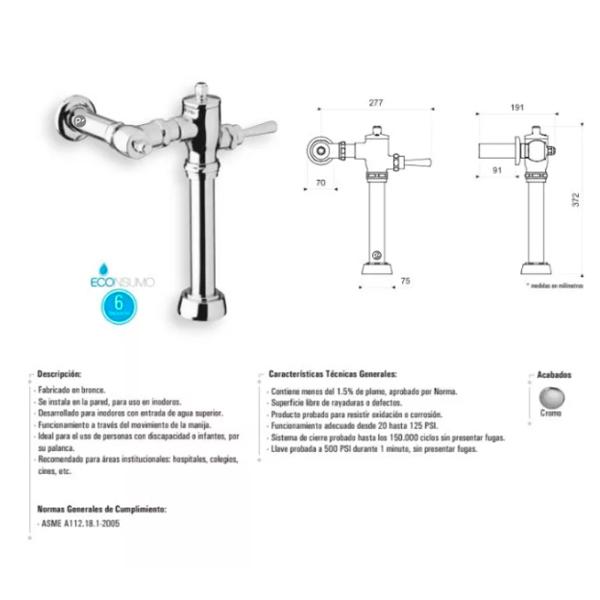 277
191
70
91
372
75
* medidas en milímetros
ECONSUMO
6
Descripción:
· Fabricado en bronce.
· Se instala en la pared, para uso en inodoros.
· Desarrollado para inodoros con entrada de agua superior.
· Funcionamiento a través del movimiento de la manija.
· Ideal para el uso de personas con discapacidad o infantes, por
su palanca.
· Recomendado para áreas institucionales: hospitales, colegios,
cines, etc.
Normas Generales de Cumplimiento:
· ASME A112.18.1-2005
Características Técnicas Generales:
· Contiene menos del 1.5% de plomo, aprobado por Norma.
· Superficie libre de rayaduras o defectos.
· Producto probado para resistir oxidación o corrosión.
· Funcionamiento adecuado desde 20 hasta 125 PSI.
· Sistema de cierre probado hasta los 150.000 ciclos sin presentar fugas.
· Llave probada a 500 PSI durante 1 minuto, sin presentar fugas.
Acabados
Cromo